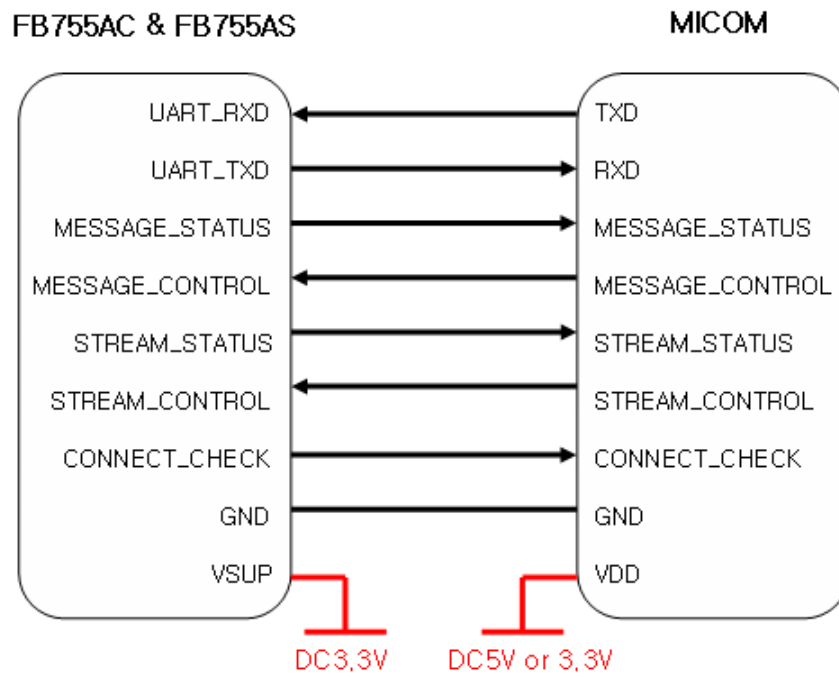 FB755AC & FB755AS
MICOM
UART_RXD
TXD
UART_TXD
RXD
MESSAGE_STATUS
MESSAGE_STATUS
MESSAGE_CONTROL
MESSAGE_CONTROL
STREAM_STATUS
STREAM_STATUS
STREAM_CONTROL
STREAM_CONTROL
CONNECT_CHECK
CONNECT_CHECK
GND
GND
VSUP
VDD
DC3.3V
DC5V or 3.3V